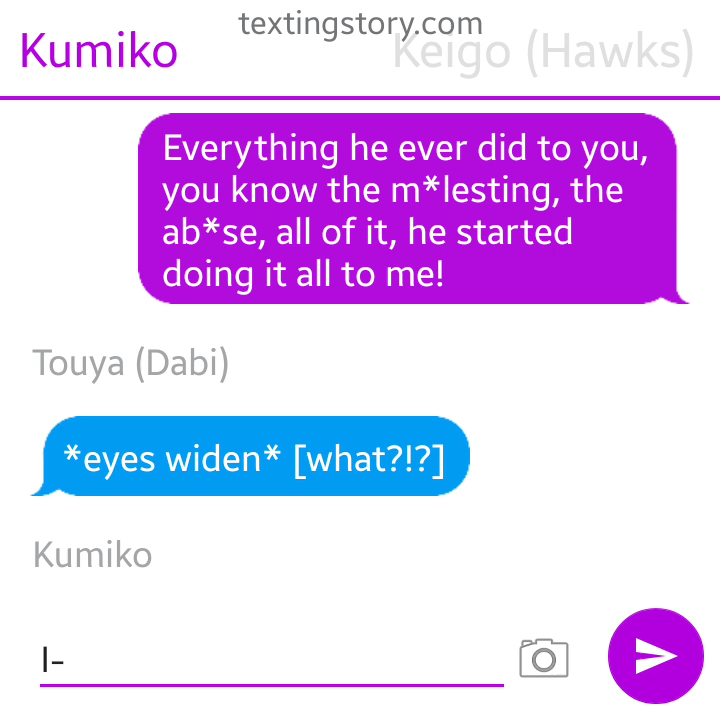 textingstory.com
Kumiko
Keigo (Hawks)
Everything he ever did to you,
you know the m*lesting, the
ab*se, all of it, he started
doing it all to me!
Touya (Dabi)
*eyes widen* [what?!?]
Kumiko
I-